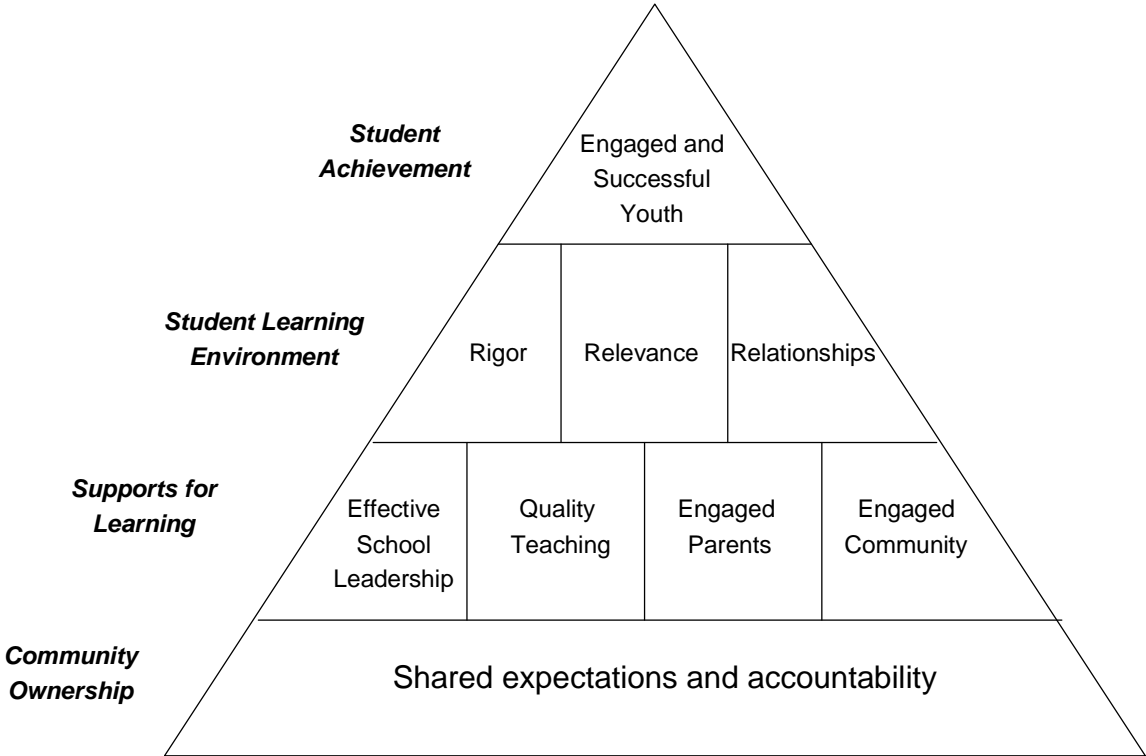 Student
Achievement
Engaged and
Successful
Youth
Student Learning
Environment
Rigor
Relevance
Relationships
Supports for
Learning
Effective
School
Leadership
Quality
Teaching
Engaged
Parents
Engaged
Community
Community
Ownership
Shared expectations and accountability